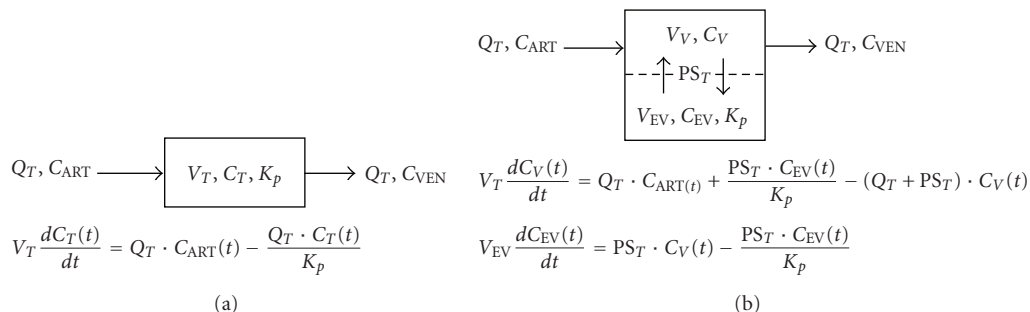 Q_T, C_ART
V_T, C_T, K_p
Q_T, C_VEN
V_T dC_T(t)/dt = Q_T · C_ART(t) − Q_T · C_T(t)/K_p
(a)
Q_T, C_ART
V_V, C_V
Q_T, C_VEN
PS_T
V_EV, C_EV, K_p
V_T dC_V(t)/dt = Q_T · C_ART(t) + PS_T · C_EV(t)/K_p − (Q_T + PS_T) · C_V(t)
V_EV dC_EV(t)/dt = PS_T · C_V(t) − PS_T · C_EV(t)/K_p
(b)